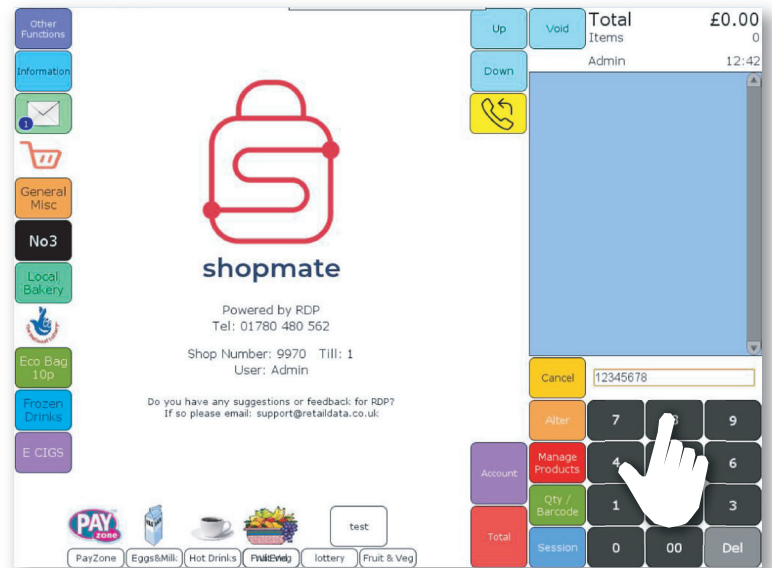 Other
Functions
Information
1
General
Misc
No3
Local
Bakery
The National Lottery
Eco Bag
10p
Frozen
Drinks
E CIGS
shopmate
Powered by RDP
Tel: 01780 480 562
Shop Number: 9970 Till: 1
User: Admin
Do you have any suggestions or feedback for RDP?
If so please email: support@retaildata.co.uk
PAY
zone
test
PayZone
Eggs&Milk
Hot Drinks
lottery
Fruit & Veg
Up
Down
Account
Total
Void
Total £0.00
Items 0
Admin 12:42
Cancel
12345678
Alter
7
9
Manage
Products
4
6
Qty /
Barcode
1
3
Session
0
00
Del